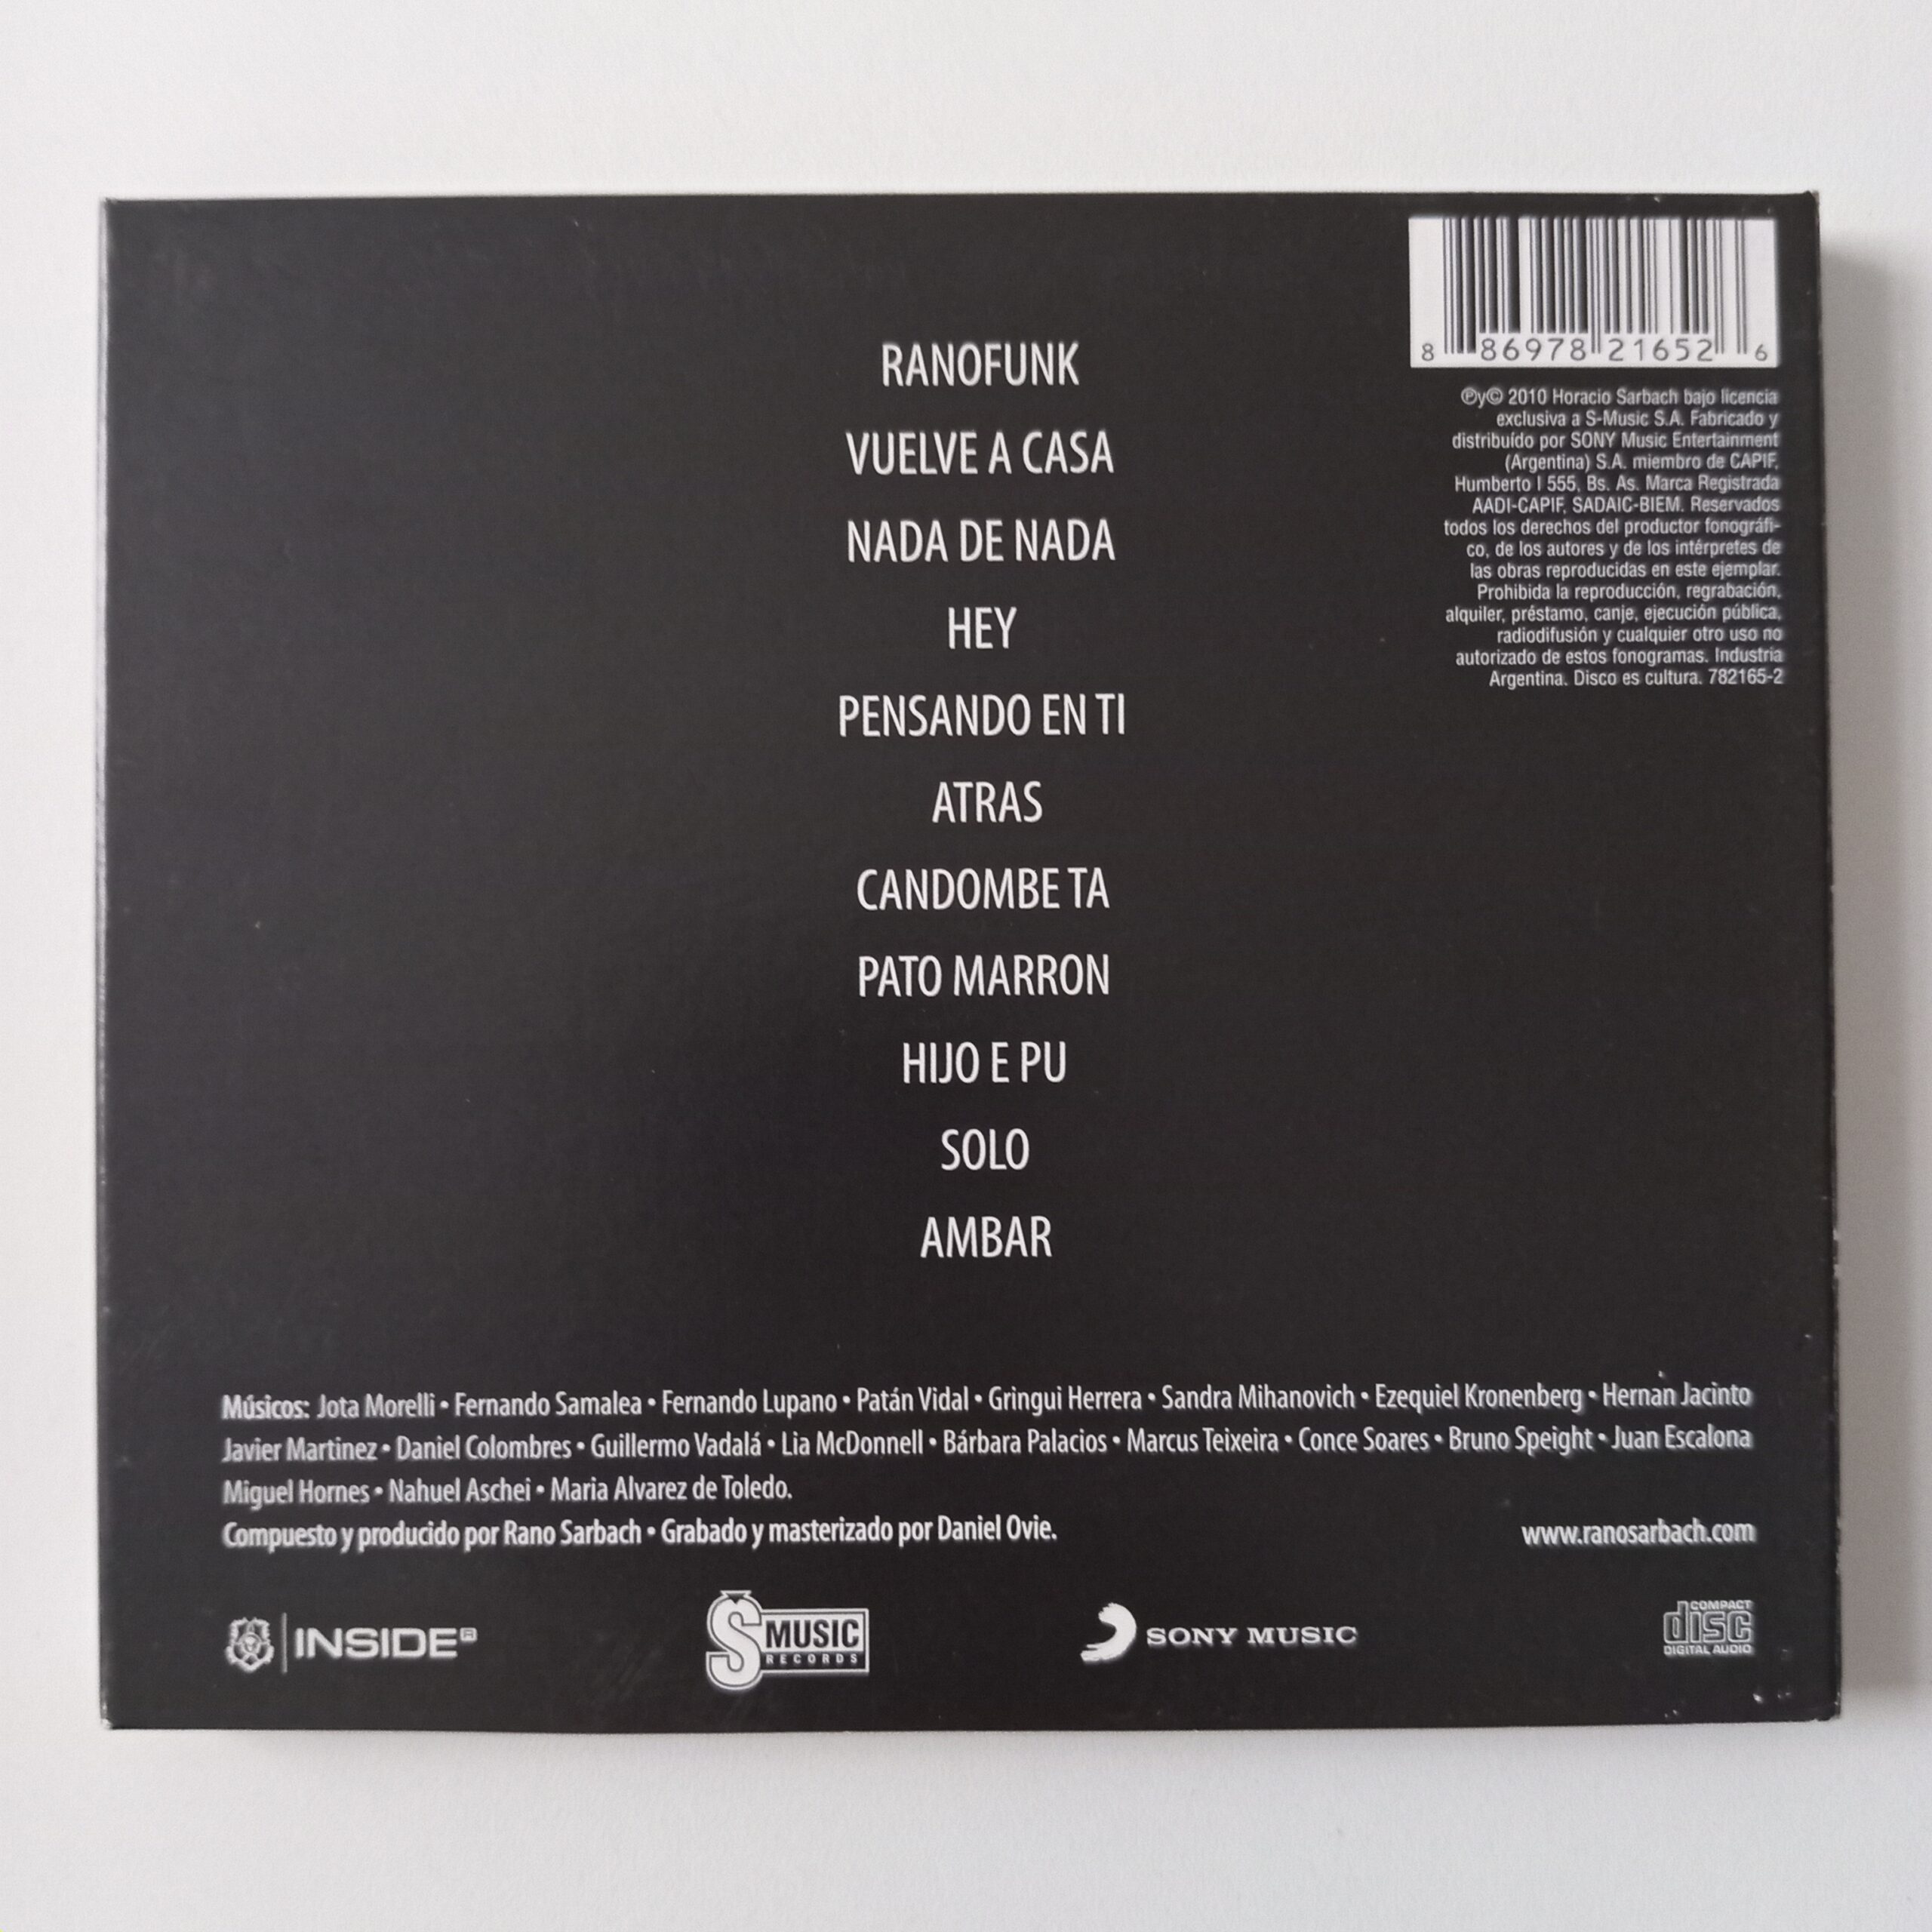 RANOFUNK
VUELVE A CASA
NADA DE NADA
HEY
PENSANDO EN TI
ATRAS
CANDOMBE TA
PATO MARRON
HIJO E PU
SOLO
AMBAR
8 86978 21652 6
℗y© 2010 Horacio Sarbach bajo licencia
exclusiva a S-Music S.A. Fabricado y
distribuído por SONY Music Entertainment
(Argentina) S.A. miembro de CAPIF,
Humberto I 555, Bs. As. Marca Registrada
AADI-CAPIF, SADAIC-BIEM. Reservados
todos los derechos del productor fonográfi-
co, de los autores y de los intérpretes de
las obras reproducidas en este ejemplar.
Prohibida la reproducción, regrabación,
alquiler, préstamo, canje, ejecución pública,
radiodifusión y cualquier otro uso no
autorizado de estos fonogramas. Industria
Argentina. Disco es cultura. 782165-2
Músicos: Jota Morelli • Fernando Samalea • Fernando Lupano • Patán Vidal • Gringui Herrera • Sandra Mihanovich • Ezequiel Kronenberg • Hernan Jacinto
Javier Martinez • Daniel Colombres • Guillermo Vadalá • Lia McDonnell • Bárbara Palacios • Marcus Teixeira • Conce Soares • Bruno Speight • Juan Escalona
Miguel Hornes • Nahuel Aschei • Maria Alvarez de Toledo.
Compuesto y producido por Rano Sarbach • Grabado y masterizado por Daniel Ovie.
www.ranosarbach.com
INSIDE®
S MUSIC
RECORDS
SONY MUSIC
COMPACT
disc
DIGITAL AUDIO